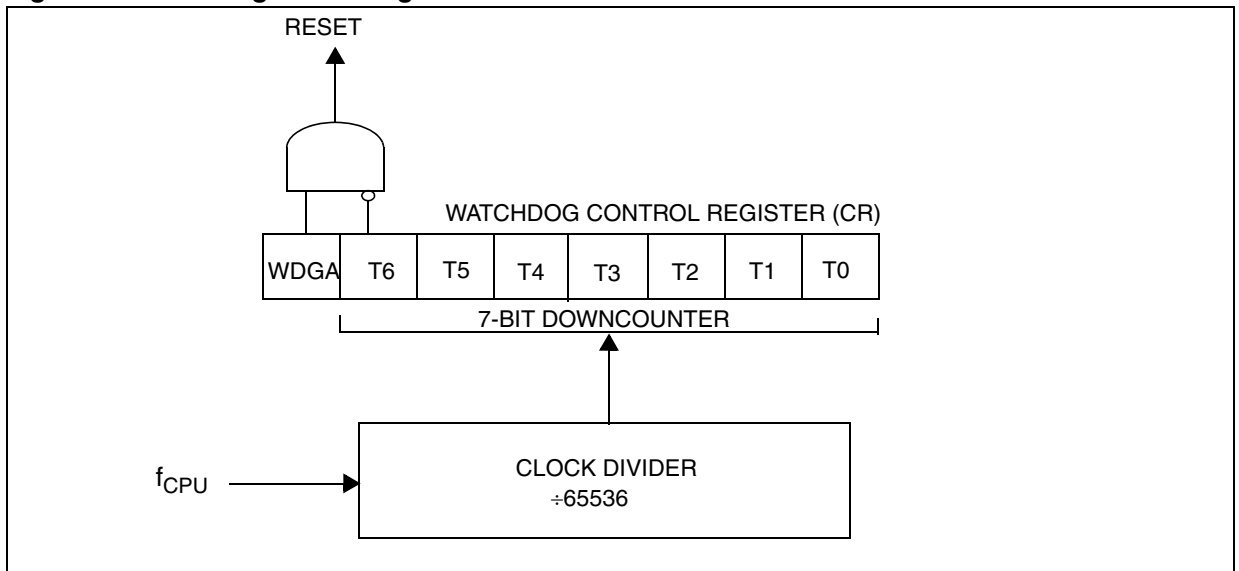 RESET
WATCHDOG CONTROL REGISTER (CR)
WDGA T6 T5 T4 T3 T2 T1 T0
7-BIT DOWNCOUNTER
fCPU
CLOCK DIVIDER
÷65536